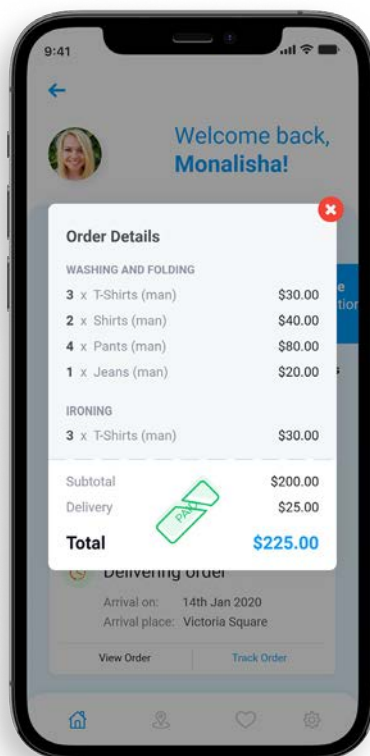 9:41
Welcome back,
Monalisha!
Order Details
WASHING AND FOLDING
3 x T-Shirts (man) $30.00
2 x Shirts (man) $40.00
4 x Pants (man) $80.00
1 x Jeans (man) $20.00
IRONING
3 x T-Shirts (man) $30.00
Subtotal $200.00
Delivery $25.00
Total $225.00
Delivering order
Arrival on: 14th Jan 2020
Arrival place: Victoria Square
View Order Track Order